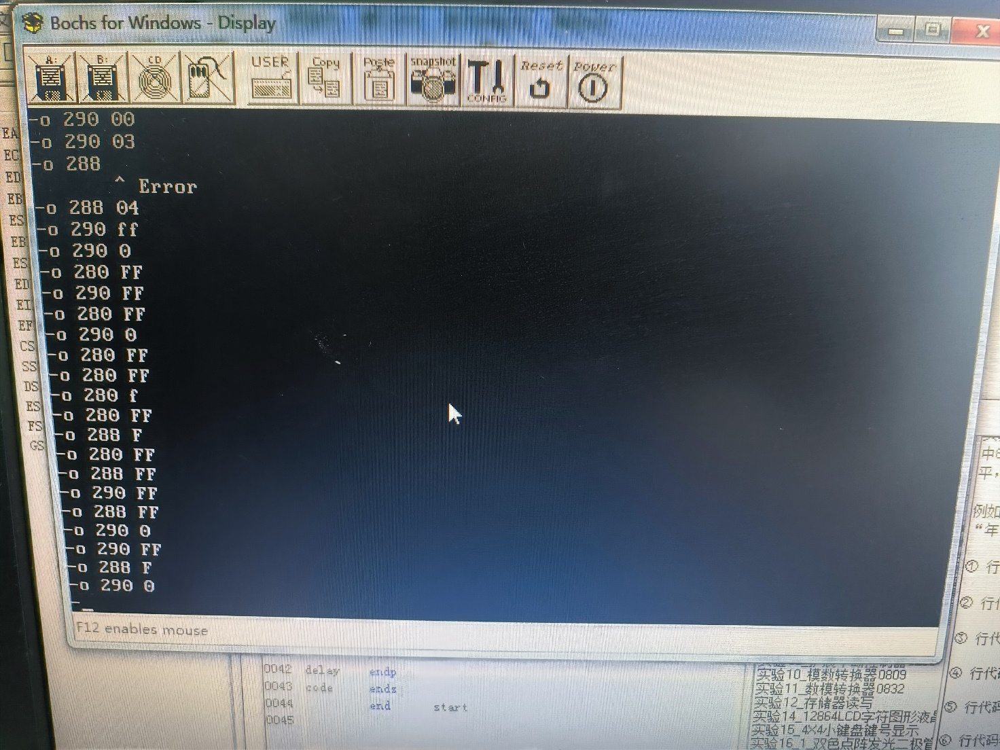 Bochs for Windows - Display
A:
B:
CD
USER
Copy
Paste
snapshot
CONFIG
Reset
Power
-o 290 00
-o 290 03
-o 288
^ Error
-o 288 04
-o 290 ff
-o 290 0
-o 280 FF
-o 290 FF
-o 280 FF
-o 290 0
-o 280 FF
-o 280 FF
-o 280 f
-o 280 FF
-o 288 F
-o 280 FF
-o 288 FF
-o 290 FF
-o 288 FF
-o 290 0
-o 290 FF
-o 288 F
-o 290 0
-
F12 enables mouse
EA
EC
ED
EB
ES
EB
ES
EI
EI
EF
CS
SS
DS
ES
FS
GS
0042 delay endp
0043 code ends
0044 end start
0045
实验10_模数转换器0809
实验11_数模转换器0832
实验12_存储器读写
实验14_12864LCD字符图形液晶
实验15_4X4小键盘键号显示
实验16_1_双色点阵发光二极管
平，
例如
“年
① 行
② 行
③ 行代
④ 行代
⑤ 行代码
⑥ 行代码